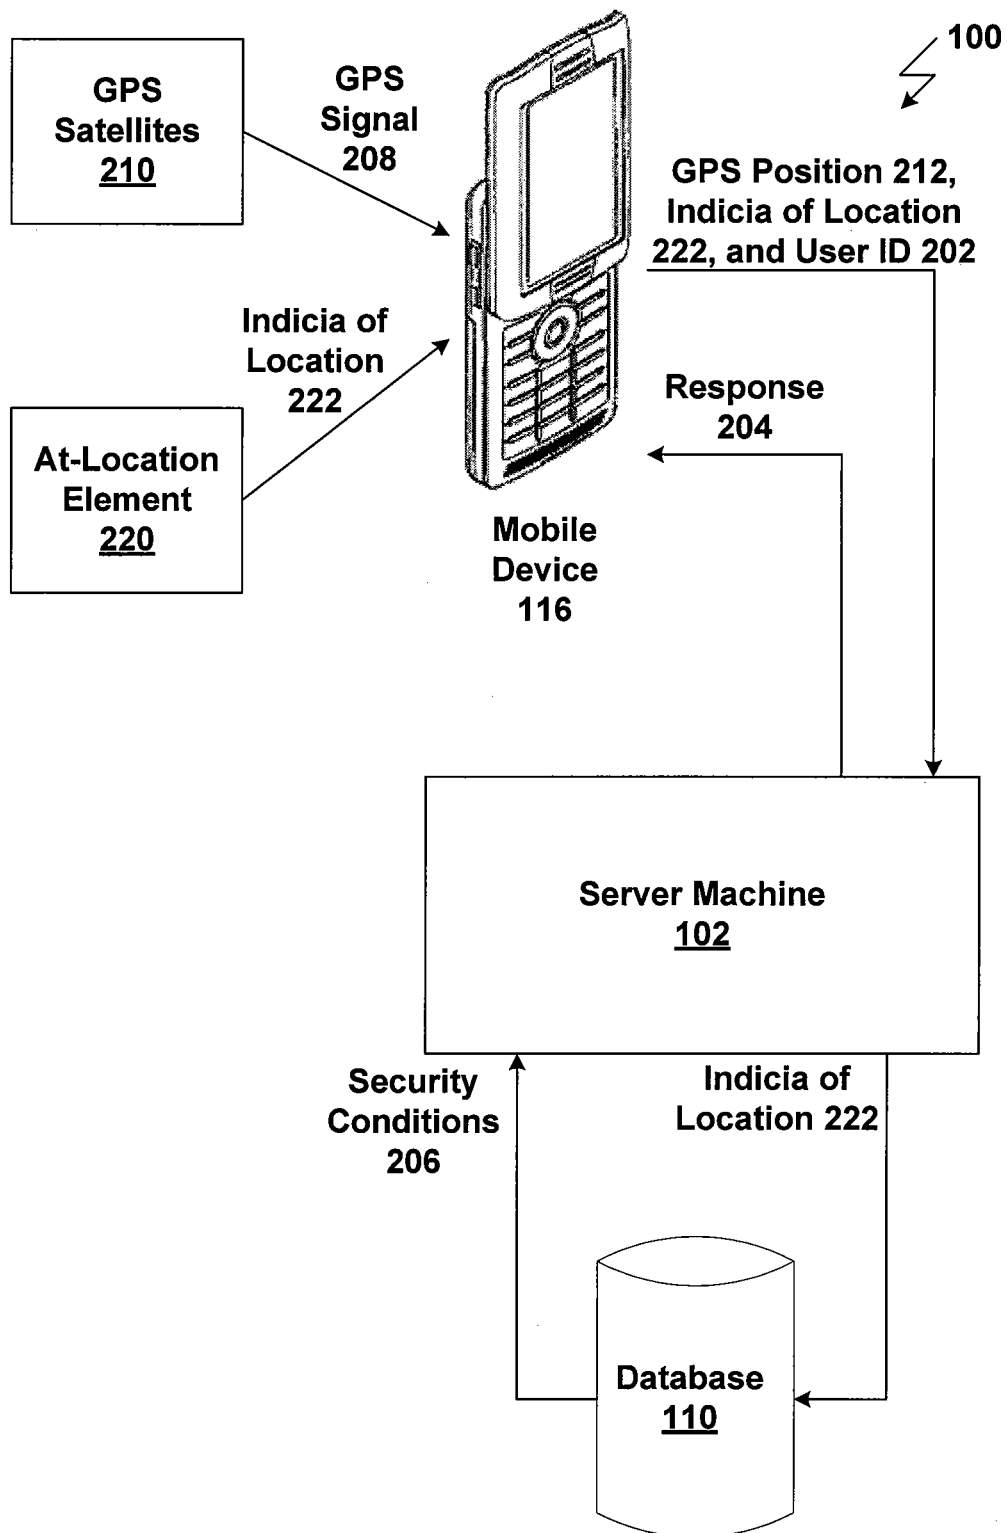 100
GPS
Satellites
210
GPS
Signal
208
GPS Position 212,
Indicia of Location
222, and User ID 202
Indicia of
Location
222
Response
204
At-Location
Element
220
Mobile
Device
116
Server Machine
102
Security
Conditions
206
Indicia of
Location 222
Database
110